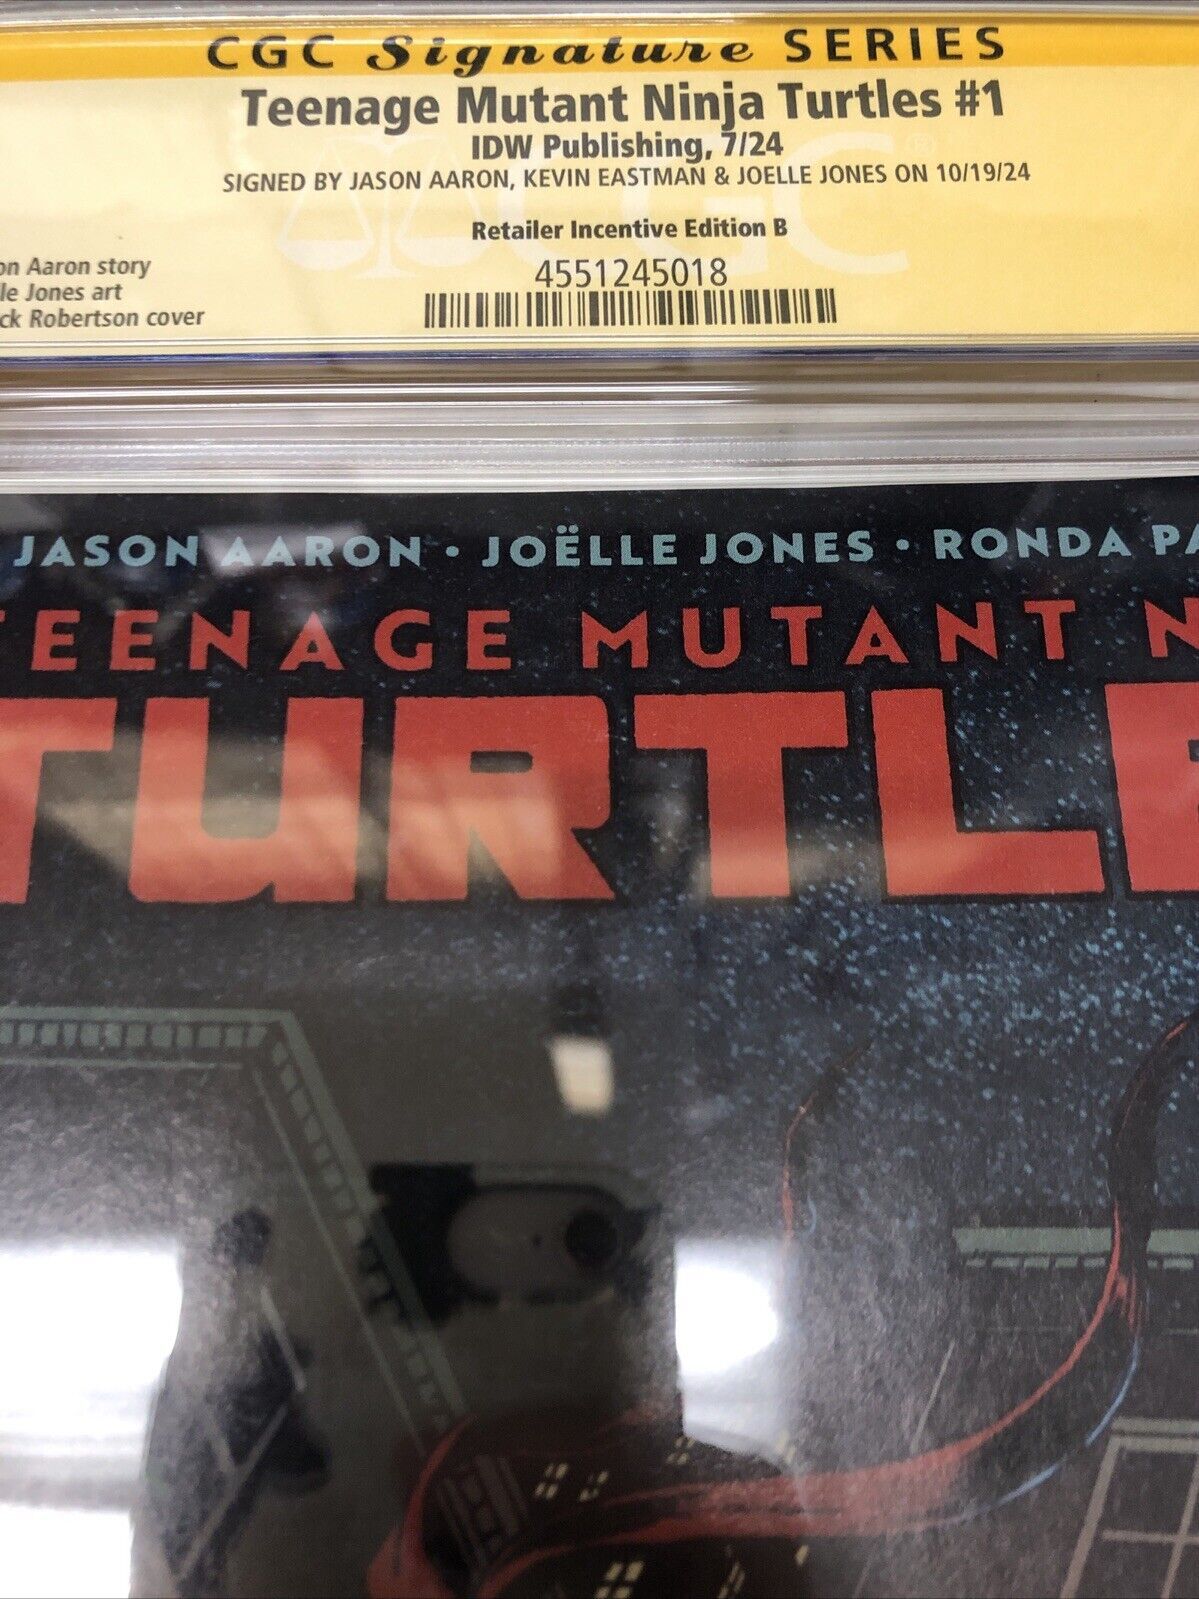 CGC Signature SERIES
Teenage Mutant Ninja Turtles #1
IDW Publishing, 7/24
SIGNED BY JASON AARON, KEVIN EASTMAN & JOELLE JONES ON 10/19/24
Retailer Incentive Edition B
4551245018
on Aaron story
le Jones art
ck Robertson cover
JASON AARON · JOËLLE JONES · RONDA PA
TEENAGE MUTANT N
TURTLE